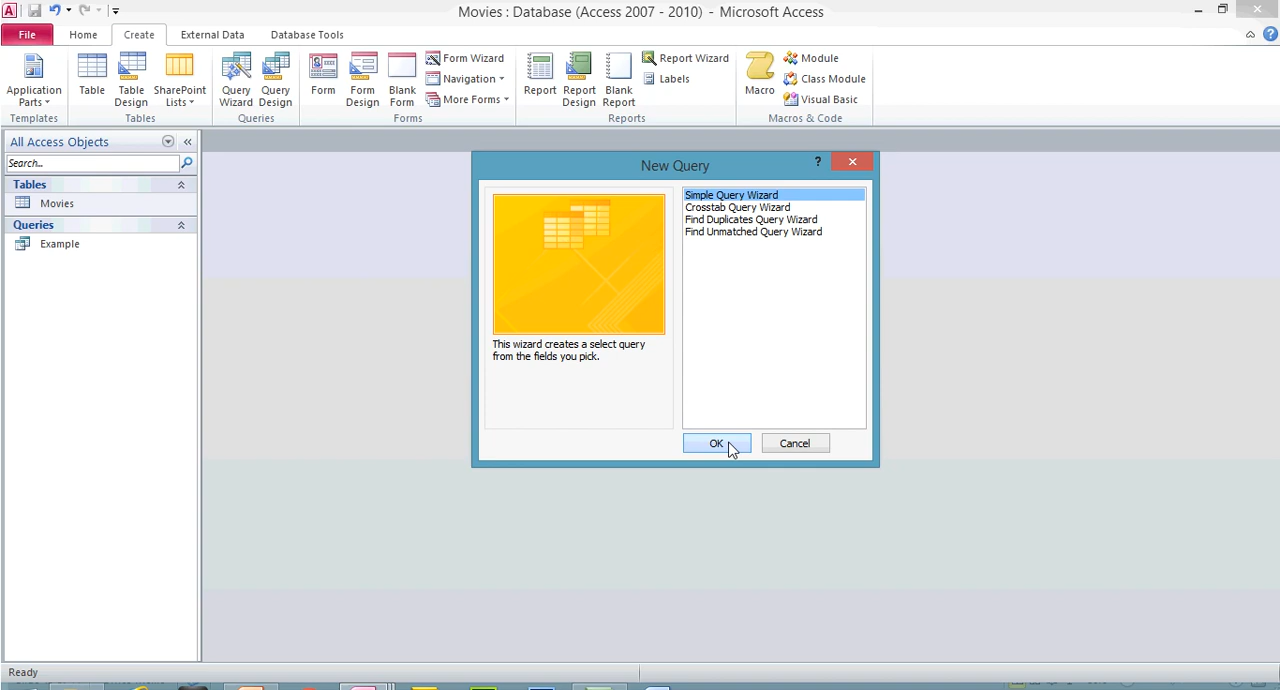 Movies : Database (Access 2007 - 2010) - Microsoft Access
File Home Create External Data Database Tools
Application Parts
Table
Table Design
SharePoint Lists
Query Wizard
Query Design
Form
Form Design
Blank Form
Form Wizard
Navigation
More Forms
Report
Report Design
Blank Report
Report Wizard
Labels
Macro
Module
Class Module
Visual Basic
Templates Tables Queries Forms Reports Macros & Code
All Access Objects
Search...
Tables
Movies
Queries
Example
New Query
?
Simple Query Wizard
Crosstab Query Wizard
Find Duplicates Query Wizard
Find Unmatched Query Wizard
This wizard creates a select query
from the fields you pick.
OK Cancel
Ready